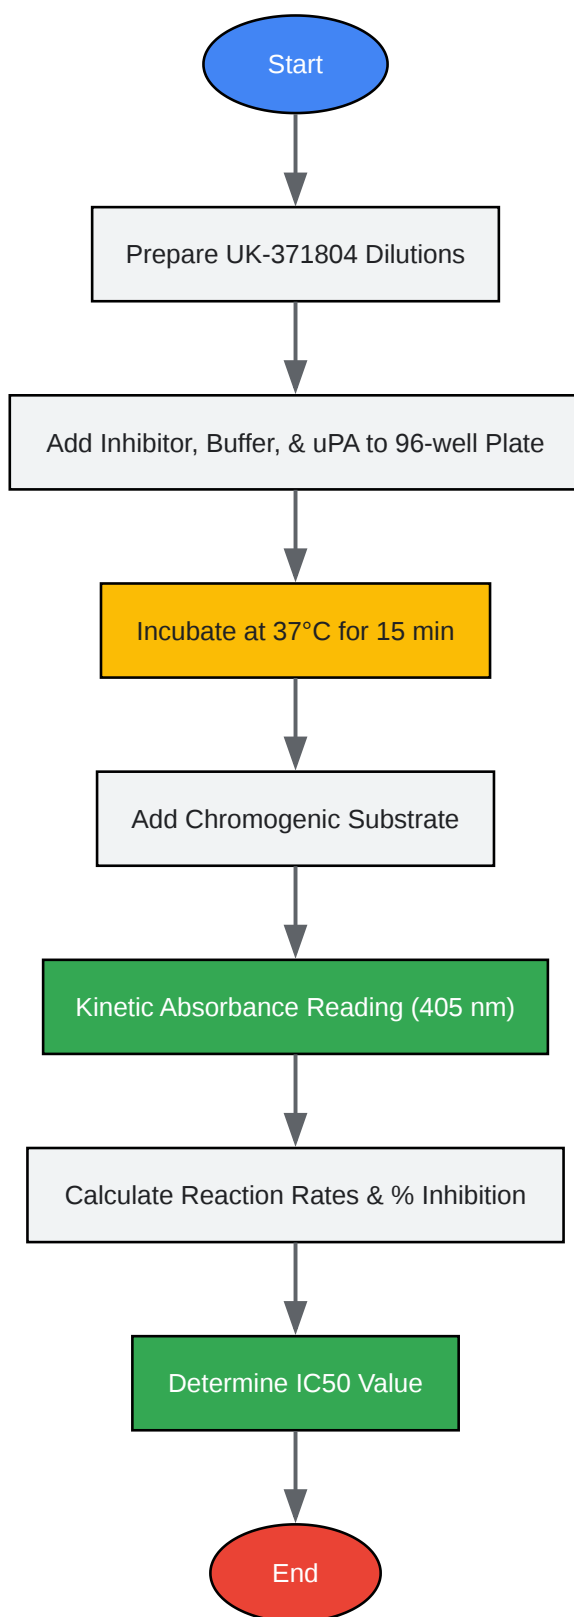 Start
Prepare UK-371804 Dilutions
Add Inhibitor, Buffer, & uPA to 96-well Plate
Incubate at 37°C for 15 min
Add Chromogenic Substrate
Kinetic Absorbance Reading (405 nm)
Calculate Reaction Rates & % Inhibition
Determine IC50 Value
End